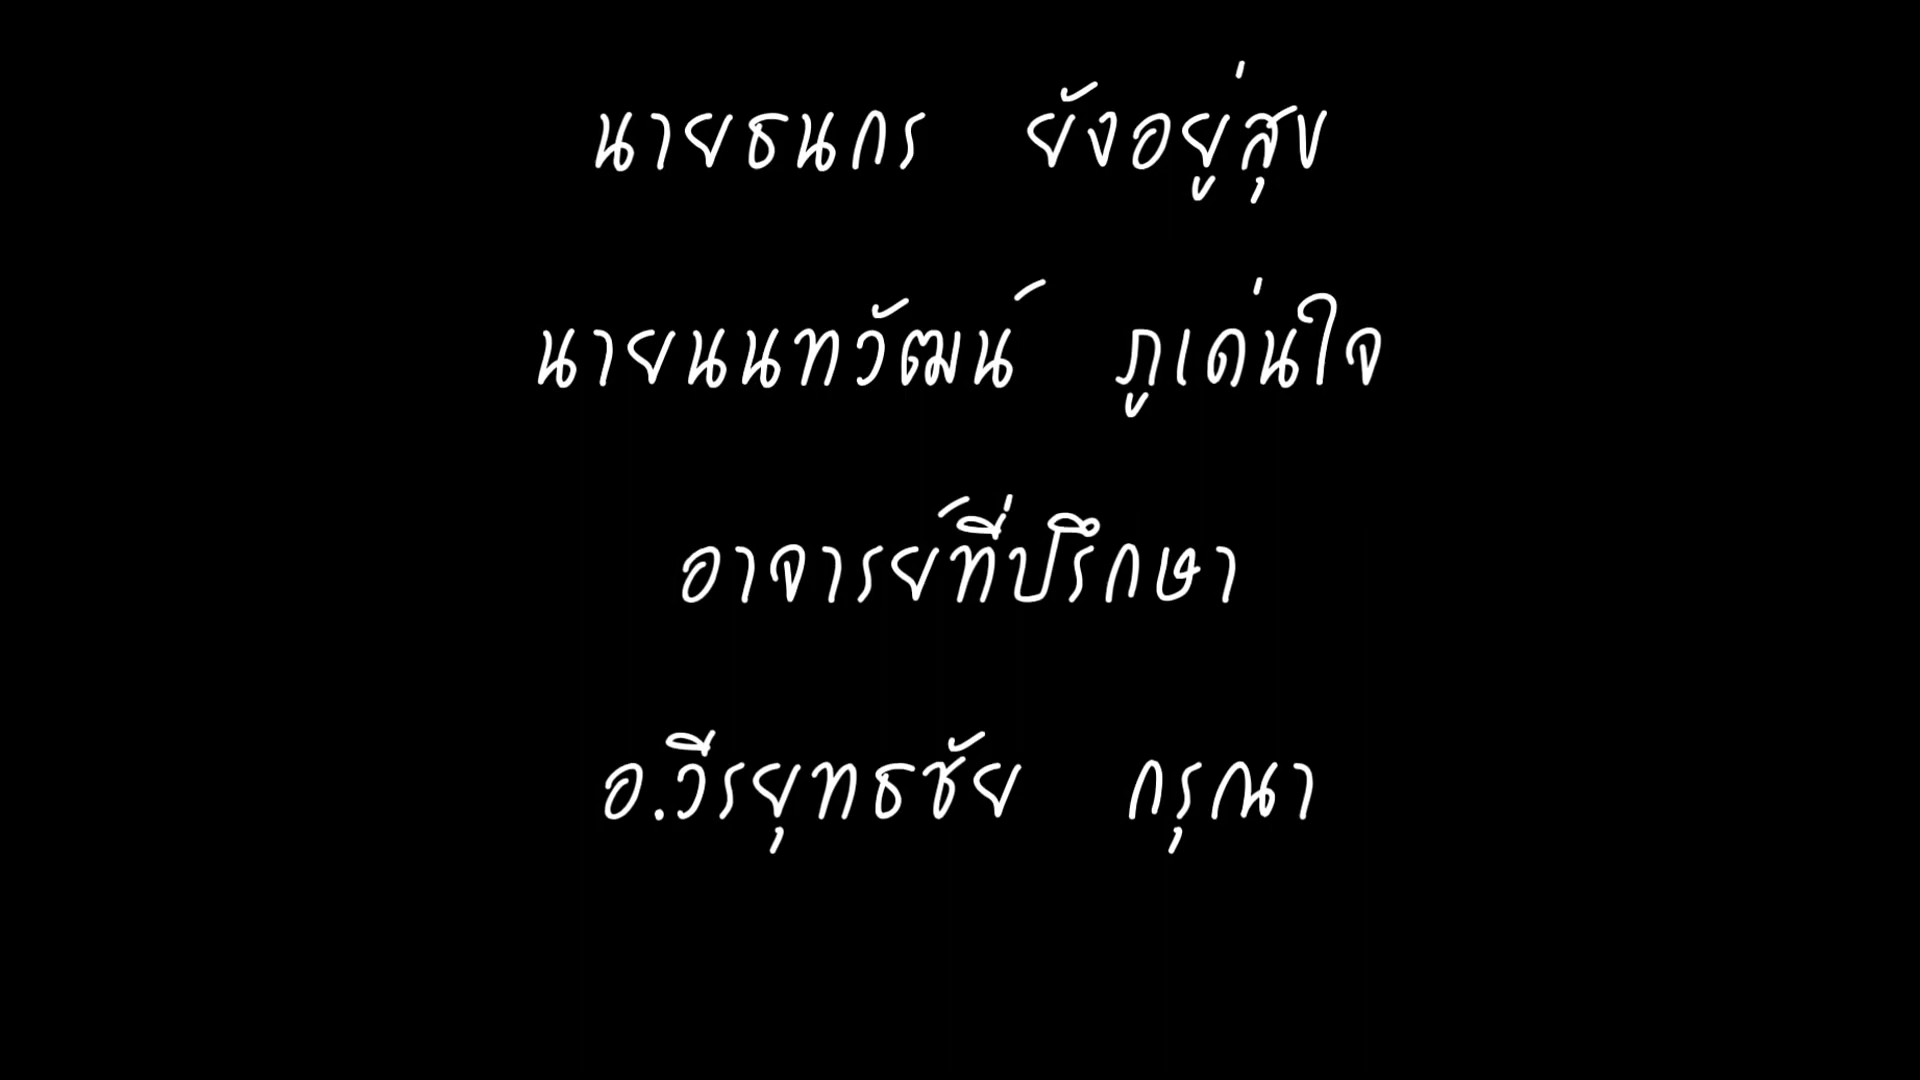 นายธนกร ยังอยู่สุข
นายนนทวัฒน์ ภูเด่นใจ
อาจารย์ที่ปรึกษา
อ.วีรยุทธชัย กรุณา